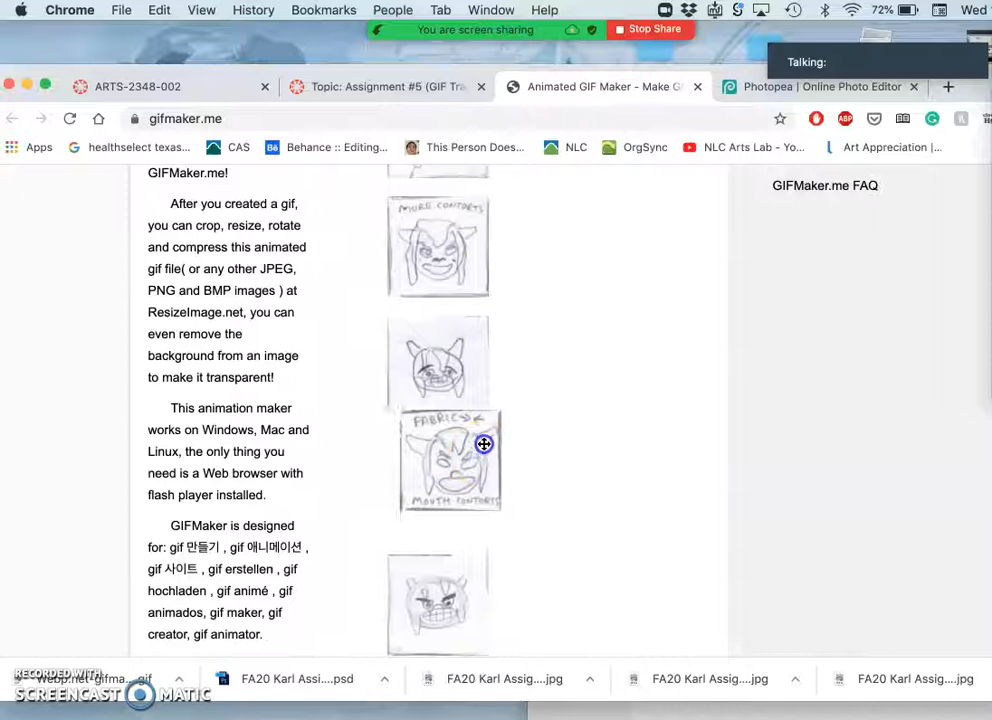 Chrome File Edit View History Bookmarks People Tab Window Help 72% Wed
You are screen sharing Stop Share
Talking:
ARTS-2348-002 Topic: Assignment #5 (GIF Tra Animated GIF Maker - Make G Photopea | Online Photo Editor
gifmaker.me
Apps healthselect texas... CAS Behance :: Editing... This Person Does... NLC OrgSync NLC Arts Lab - Yo... Art Appreciation |...
GIFMaker.me!
GIFMaker.me FAQ
After you created a gif,
you can crop, resize, rotate
and compress this animated
gif file( or any other JPEG,
PNG and BMP images ) at
ResizeImage.net, you can
even remove the
background from an image
to make it transparent!
MORE CONTORTS
This animation maker
works on Windows, Mac and
Linux, the only thing you
need is a Web browser with
flash player installed.
FABRIC
MOUTH CONTORTS
GIFMaker is designed
for: gif 만들기 , gif 애니메이션 ,
gif 사이트 , gif erstellen , gif
hochladen , gif animé , gif
animados, gif maker, gif
creator, gif animator.
RECORDED WITH
SCREENCAST MATIC
FA20 Karl Assi....psd FA20 Karl Assig....jpg FA20 Karl Assig....jpg FA20 Karl Assig....jpg